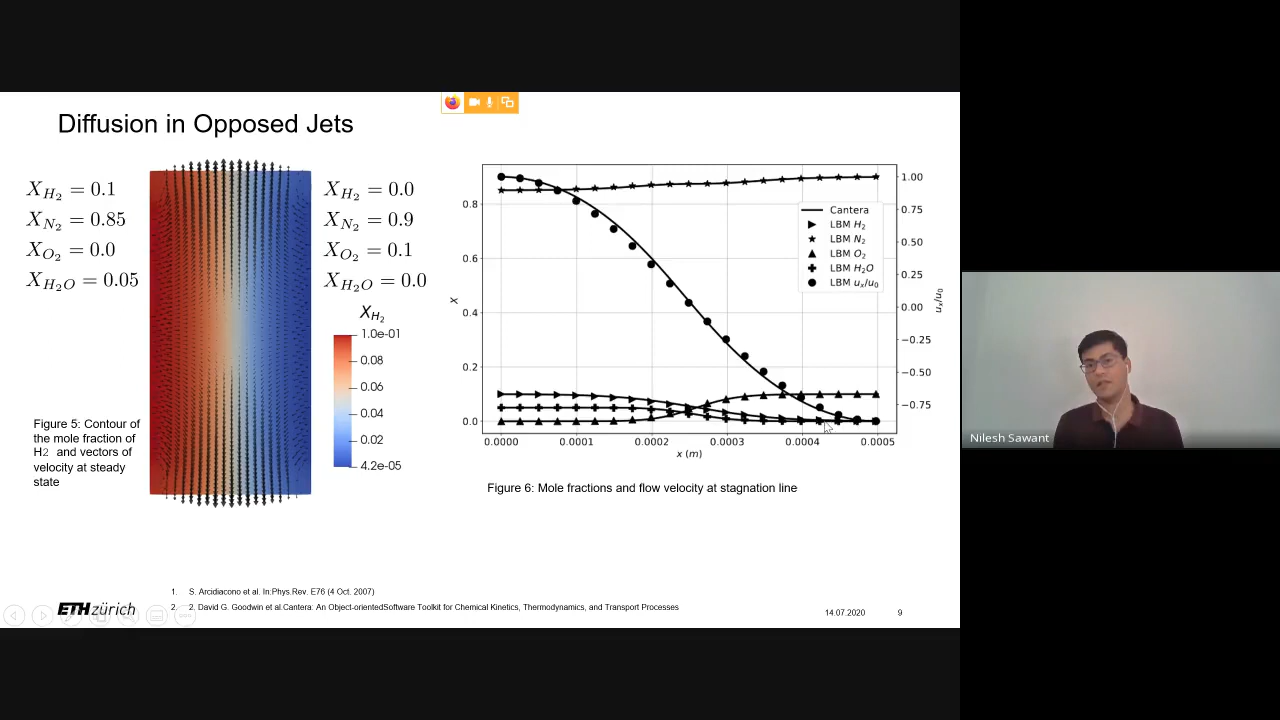 Diffusion in Opposed Jets
X_{H_2} = 0.1
X_{N_2} = 0.85
X_{O_2} = 0.0
X_{H_2O} = 0.05
X_{H_2} = 0.0
X_{N_2} = 0.9
X_{O_2} = 0.1
X_{H_2O} = 0.0
X_{H_2}
1.0e-01
0.08
0.06
0.04
0.02
4.2e-05
Figure 5: Contour of
the mole fraction of
H2 and vectors of
velocity at steady
state
0.8
0.6
0.4
0.2
0.0
X
1.00
0.75
0.50
0.25
0.00
−0.25
−0.50
−0.75
u_x/u_0
Cantera
LBM H_2
LBM N_2
LBM O_2
LBM H_2O
LBM u_x/u_0
0.0000 0.0001 0.0002 0.0003 0.0004 0.0005
x (m)
Figure 6: Mole fractions and flow velocity at stagnation line
1. S. Arcidiacono et al. In:Phys.Rev. E76 (4 Oct. 2007)
2. 2. David G. Goodwin et al.Cantera: An Object-orientedSoftware Toolkit for Chemical Kinetics, Thermodynamics, and Transport Processes
ETH zürich
14.07.2020
9
Nilesh Sawant